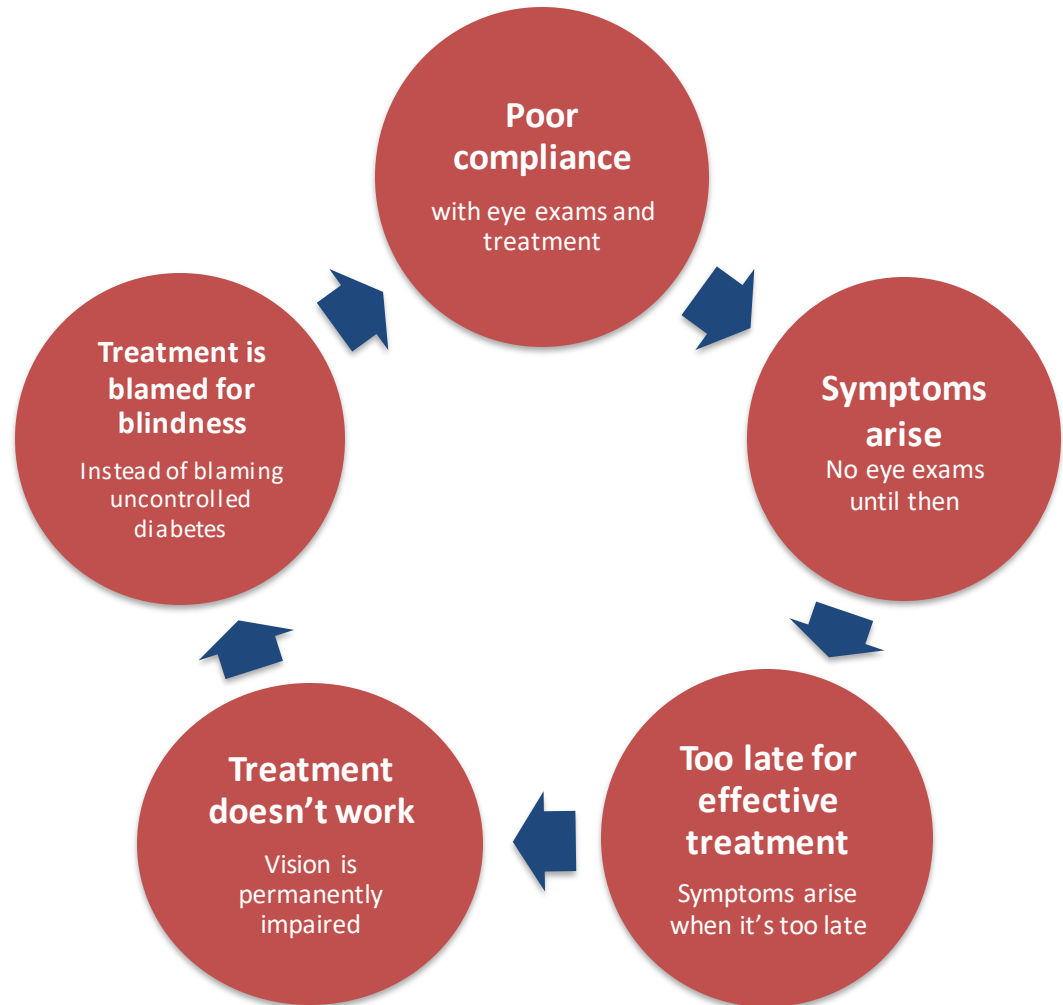 Poor
compliance
with eye exams and
treatment
Symptoms
arise
No eye exams
until then
Too late for
effective
treatment
Symptoms arise
when it's too late
Treatment
doesn't work
Vision is
permanently
impaired
Treatment is
blamed for
blindness
Instead of blaming
uncontrolled
diabetes